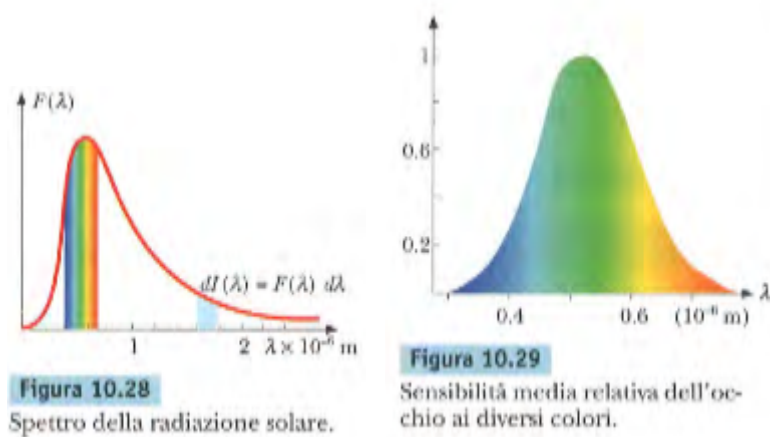 F(λ)
dI(λ) = F(λ) dλ
1
2 λ × 10⁻⁶ m
Figura 10.28
Spettro della radiazione solare.
1
0.6
0.2
0.4
0.6
(10⁻⁶ m)
λ
Figura 10.29
Sensibilità media relativa dell'oc-
chio ai diversi colori.